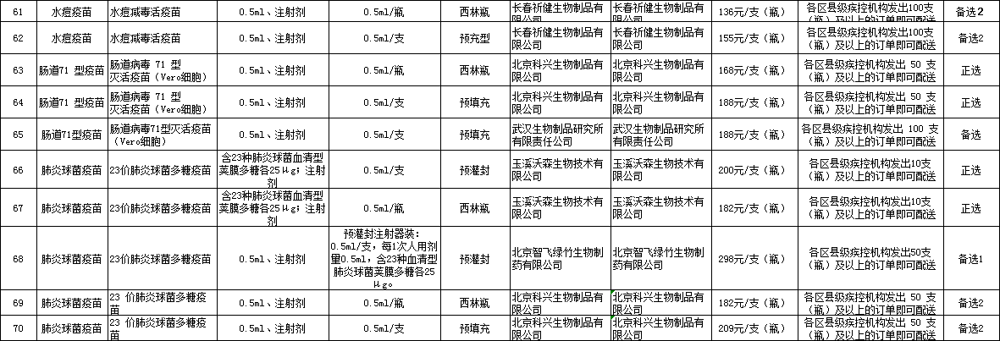 61 水痘疫苗 水痘减毒活疫苗 0.5ml、注射剂 0.5ml/瓶 西林瓶 长春祈健生物制品有限公司 长春祈健生物制品有限公司 136元/支（瓶） 各区县级疾控机构发出100支（瓶）及以上的订单即可配送 备选2
62 水痘疫苗 水痘减毒活疫苗 0.5ml、注射剂 0.5ml/支 预充型 长春祈健生物制品有限公司 长春祈健生物制品有限公司 155元/支（瓶） 各区县级疾控机构发出100支（瓶）及以上的订单即可配送 备选2
63 肠道71 型疫苗 肠道病毒 71 型灭活疫苗（Vero细胞） 0.5ml、注射剂 0.5ml/瓶 西林瓶 北京科兴生物制品有限公司 北京科兴生物制品有限公司 168元/支（瓶） 各区县级疾控机构发出 50 支（瓶）及以上的订单即可配送 正选
64 肠道71 型疫苗 肠道病毒 71 型灭活疫苗（Vero细胞） 0.5ml、注射剂 0.5ml/支 预填充 北京科兴生物制品有限公司 北京科兴生物制品有限公司 188元/支（瓶） 各区县级疾控机构发出 50 支（瓶）及以上的订单即可配送 正选
65 肠道71型疫苗 肠道病毒71型灭活疫苗（Vero细胞） 0.5ml、注射剂 0.5ml/支 预填充 武汉生物制品研究所有限责任公司 武汉生物制品研究所有限责任公司 188元/支（瓶） 各区县级疾控机构发出 100 支（瓶）及以上的订单即可配送 备选
66 肺炎球菌疫苗 23价肺炎球菌多糖疫苗 含23种肺炎球菌血清型荚膜多糖各25μg；注射剂 0.5ml/支 预灌封 玉溪沃森生物技术有限公司 玉溪沃森生物技术有限公司 200元/支（瓶） 各区县级疾控机构发出10支（瓶）及以上的订单即可配送 正选
67 肺炎球菌疫苗 23价肺炎球菌多糖疫苗 含23种肺炎球菌血清型荚膜多糖各25μg；注射剂 0.5ml/瓶 西林瓶 玉溪沃森生物技术有限公司 玉溪沃森生物技术有限公司 182元/支（瓶） 各区县级疾控机构发出10支（瓶）及以上的订单即可配送 正选
68 肺炎球菌疫苗 23价肺炎球菌多糖疫苗 0.5ml、注射剂 预灌封注射器装：0.5ml/支，每1次人用剂量0.5ml，含23种血清型肺炎球菌荚膜多糖各25μg。 预灌封 北京智飞绿竹生物制药有限公司 北京智飞绿竹生物制药有限公司 298元/支（瓶） 各区县级疾控机构发出50支（瓶）及以上的订单即可配送 备选1
69 肺炎球菌疫苗 23 价肺炎球菌多糖疫苗 0.5ml、注射剂 0.5ml/瓶 西林瓶 北京科兴生物制品有限公司 北京科兴生物制品有限公司 182元/支（瓶） 各区县级疾控机构发出 50 支（瓶）及以上的订单即可配送 备选2
70 肺炎球菌疫苗 23 价肺炎球菌多糖疫苗 0.5ml、注射剂 0.5ml/支 预填充 北京科兴生物制品有限公司 北京科兴生物制品有限公司 209元/支（瓶） 各区县级疾控机构发出 50 支（瓶）及以上的订单即可配送 备选2